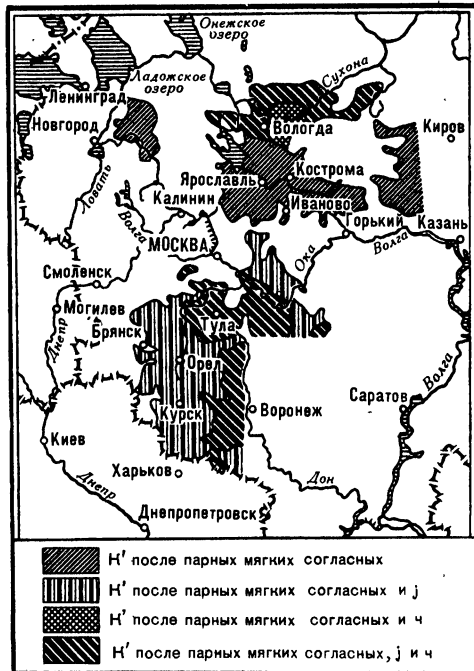 Онежское
озеро
Ладожское
озеро
Сухона
Ленинград
Новгород
Вологда
Киров
Ловать
Ярославль
Кострома
Калинин
Иваново
Волга
Горький
Казань
МОСКВА
Ока
Волга
Смоленск
Могилев
Брянск
Тула
Днепр
Орел
Курск
Воронеж
Саратов
Волга
Киев
Харьков
Дон
Днепр
Днепропетровск
К' после парных мягких согласных
К' после парных мягких согласных и j
К' после парных мягких согласных и ч
К' после парных мягких согласных, j и ч